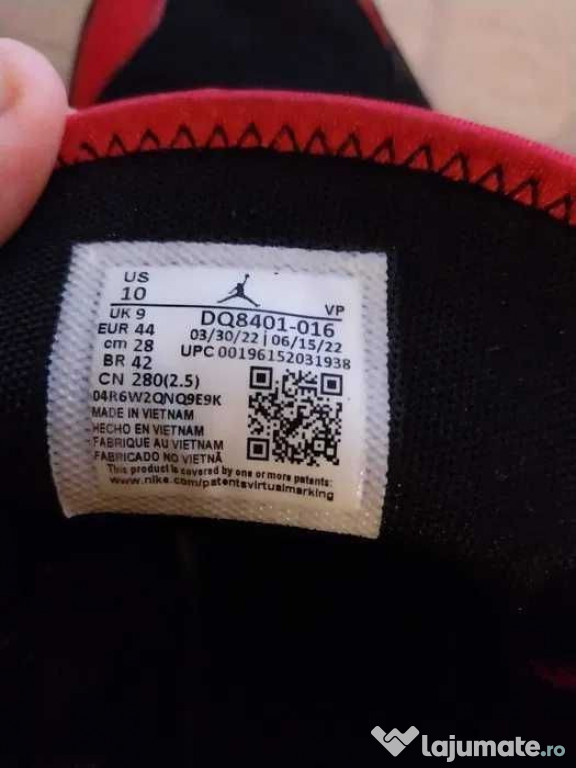 US
10
UK 9
EUR 44
cm 28
BR 42
CN 280(2.5)
VP
DQ8401-016
03/30/22 | 06/15/22
UPC 00196152031938
04R6W2QNQ9E9K
MADE IN VIETNAM
HECHO EN VIETNAM
FABRIQUE AU VIETNAM
FABRICADO NO VIETNÃ
This product is covered by one or more patents:
www.nike.com/patentsvirtualmarking
lajumate.ro